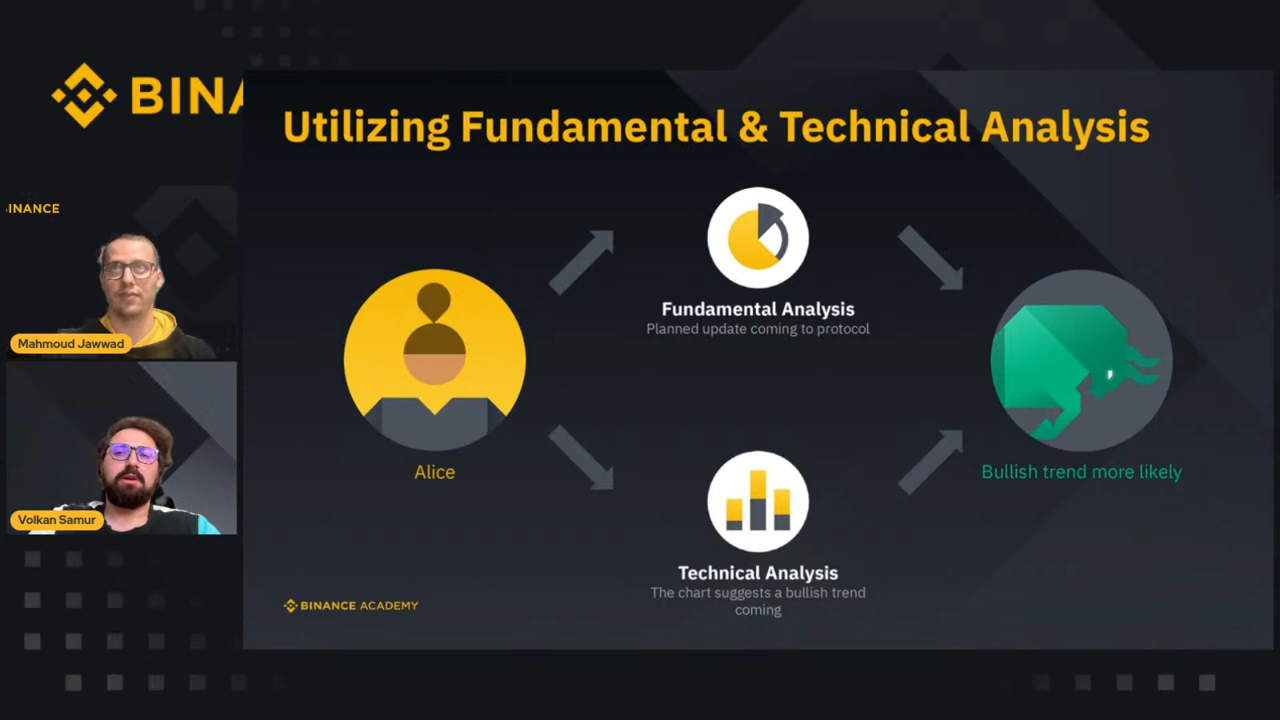 BINA
Utilizing Fundamental & Technical Analysis
INANCE
Mahmoud Jawwad
Volkan Samur
Fundamental Analysis
Planned update coming to protocol
Alice
Bullish trend more likely
Technical Analysis
The chart suggests a bullish trend
coming
BINANCE ACADEMY